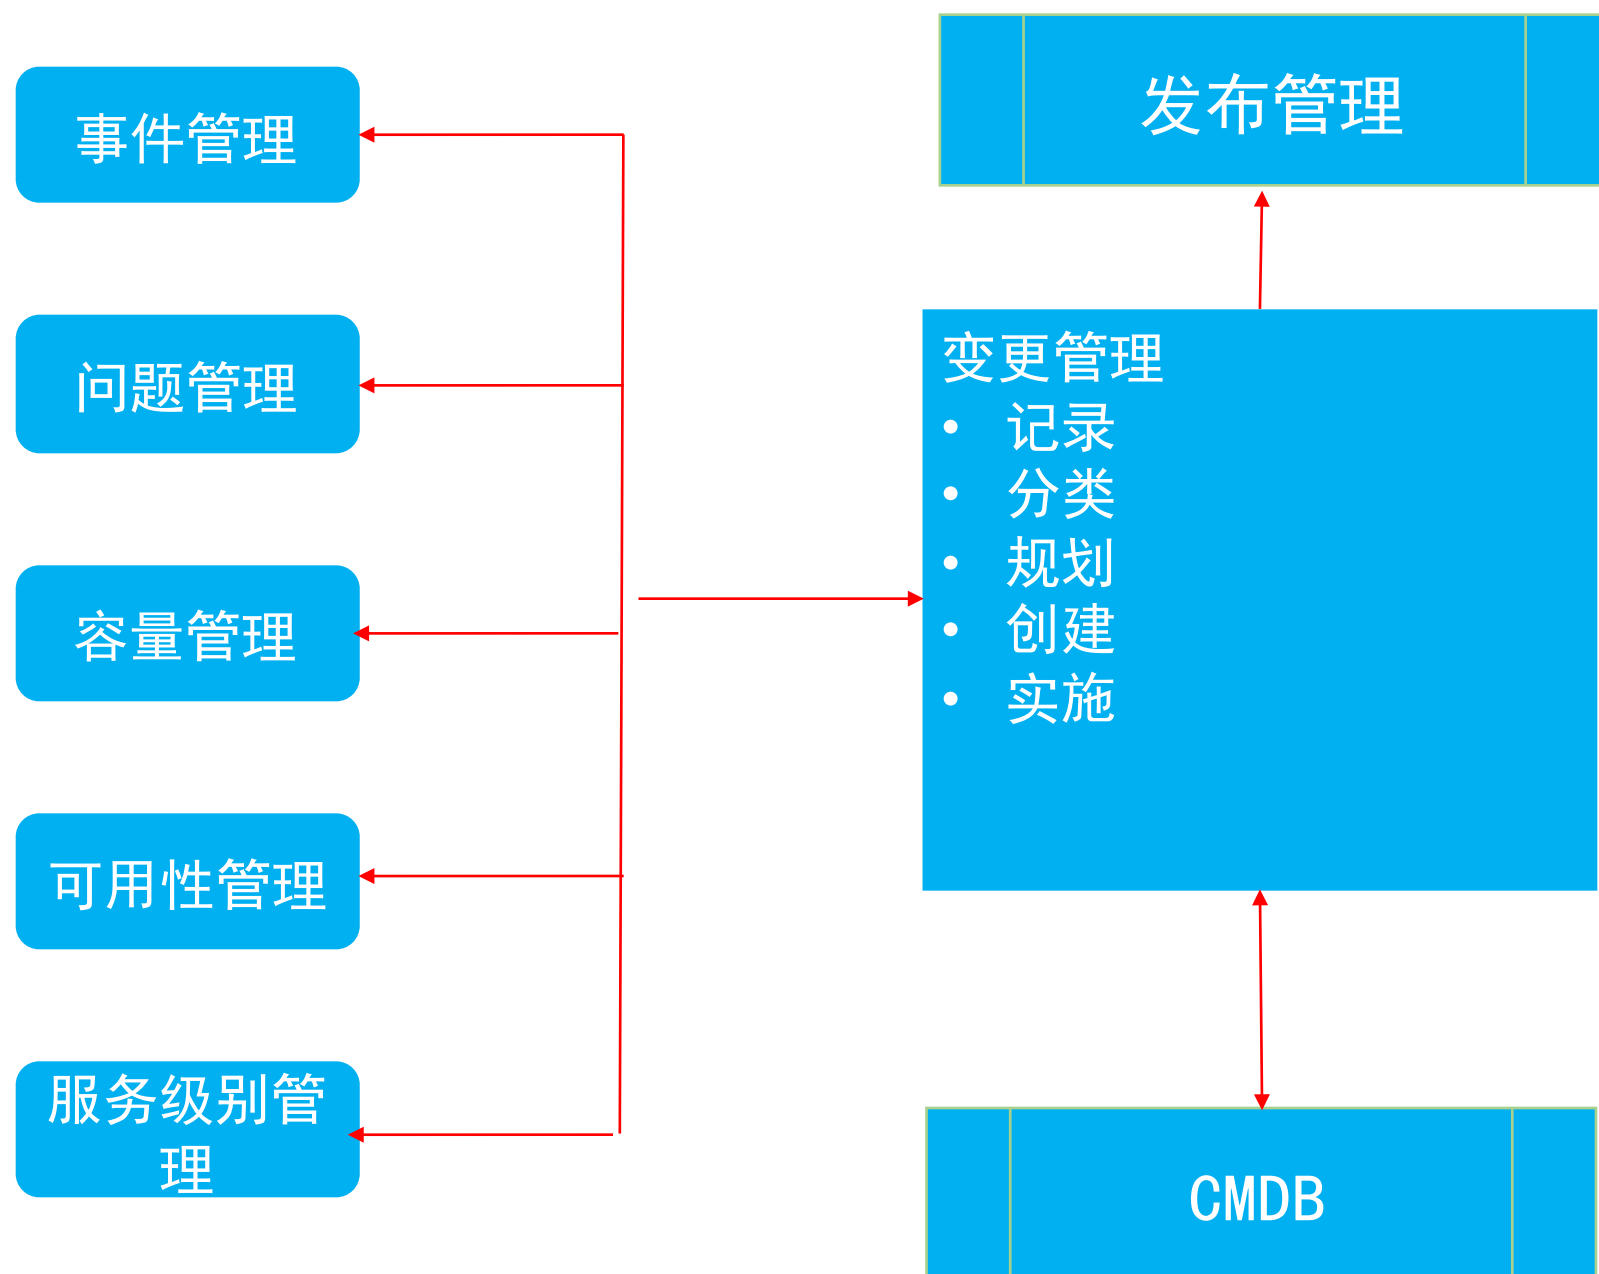 事件管理
问题管理
容量管理
可用性管理
服务级别管
理
发布管理
变更管理
• 记录
• 分类
• 规划
• 创建
• 实施
CMDB